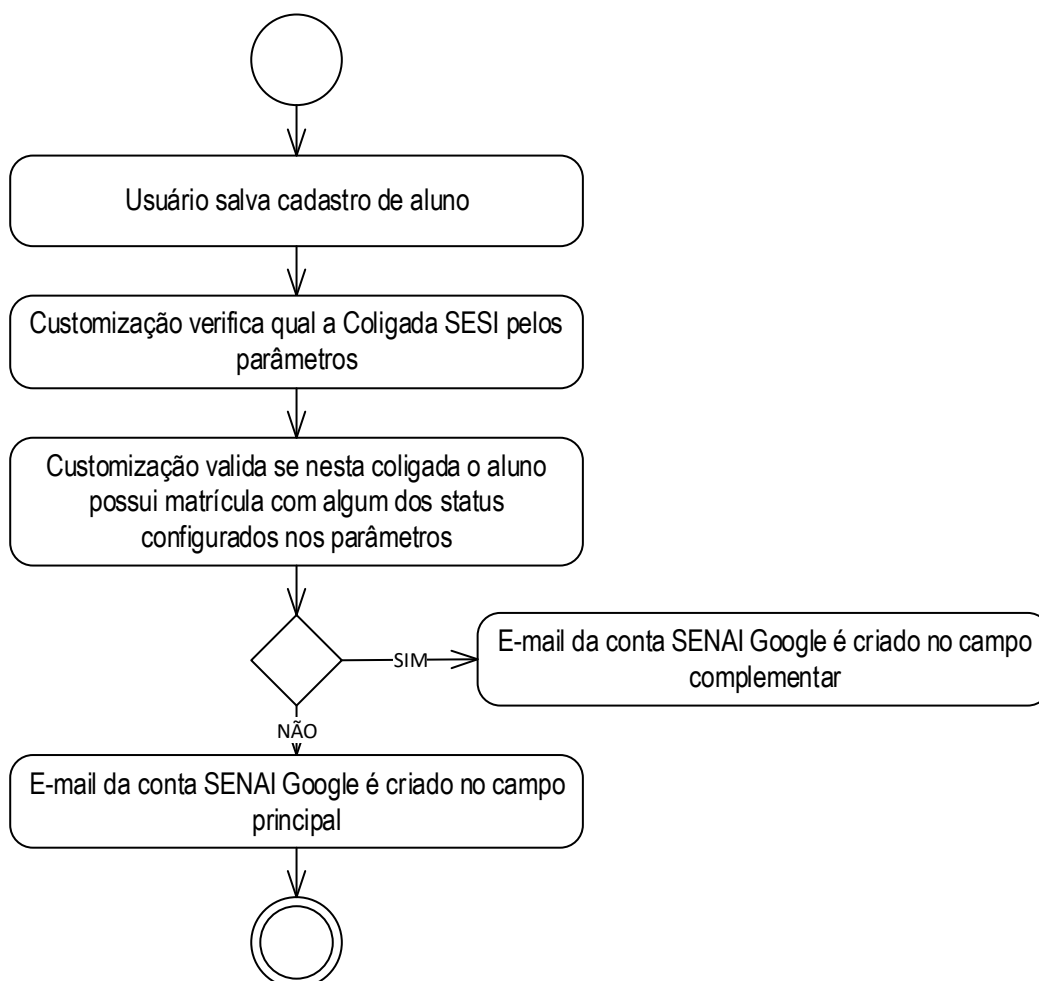 Usuário salva cadastro de aluno
Customização verifica qual a Coligada SESI pelos
parâmetros
Customização valida se nesta coligada o aluno
possui matrícula com algum dos status
configurados nos parâmetros
SIM
E-mail da conta SENAI Google é criado no campo
complementar
NÃO
E-mail da conta SENAI Google é criado no campo
principal